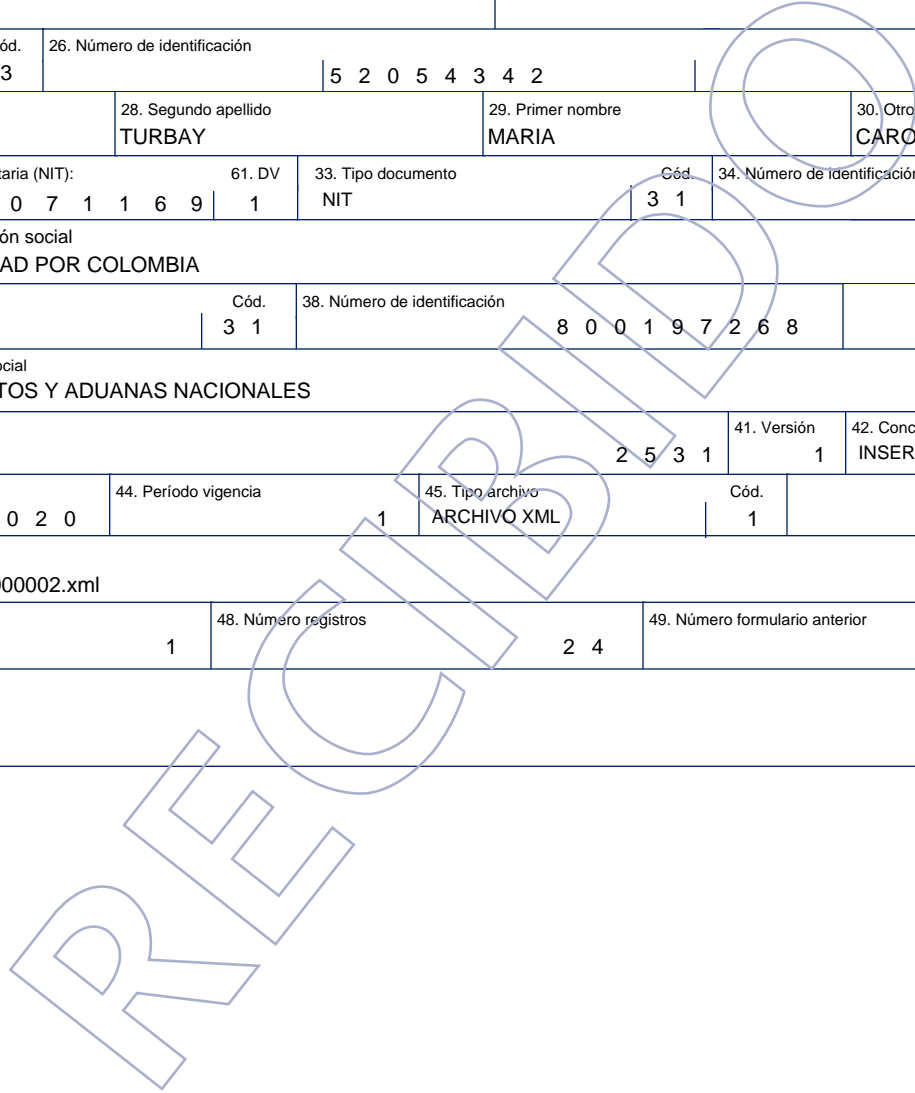 ód. 26. Número de identificación
3 5 2 0 5 4 3 4 2
28. Segundo apellido 29. Primer nombre 30. Otro
TURBAY MARIA CARO
taria (NIT): 61. DV 33. Tipo documento Cód. 34. Número de identificación
0 7 1 1 6 9 1 NIT 3 1
ón social
AD POR COLOMBIA
Cód. 38. Número de identificación
3 1 8 0 0 1 9 7 2 6 8
ocial
TOS Y ADUANAS NACIONALES
41. Versión 42. Conc
2 5 3 1 1 INSER
44. Período vigencia 45. Tipo archivo Cód.
0 2 0 1 ARCHIVO XML 1
000002.xml
48. Número registros 49. Número formulario anterior
1 2 4
RECIBIDO